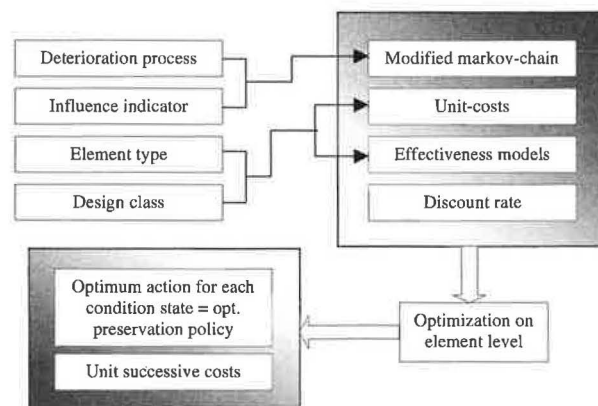 Deterioration process
Influence indicator
Element type
Design class
Modified markov-chain
Unit-costs
Effectiveness models
Discount rate
Optimization on
element level
Optimum action for each
condition state = opt.
preservation policy
Unit successive costs